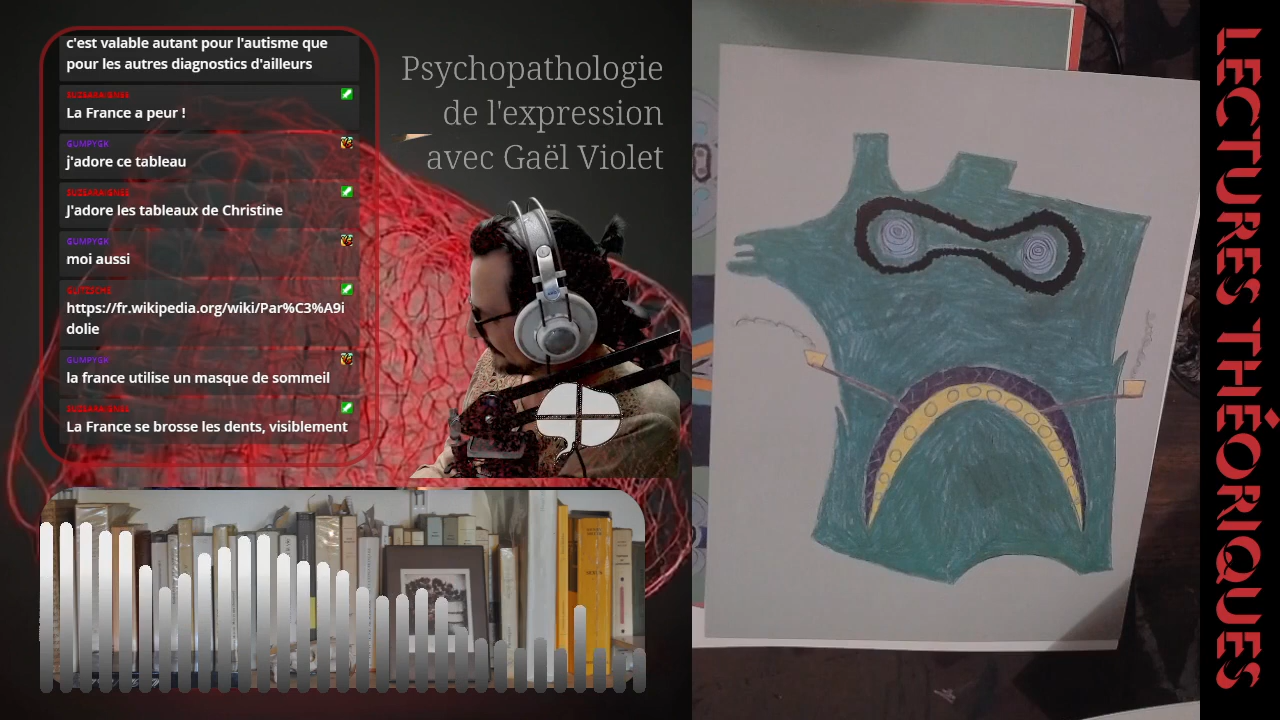 c'est valable autant pour l'autisme que
pour les autres diagnostics d'ailleurs
SUZEARAIGNEE
La France a peur !
GUMPYGK
j'adore ce tableau
SUZEARAIGNEE
J'adore les tableaux de Christine
GUMPYGK
moi aussi
https://fr.wikipedia.org/wiki/Par%C3%A9i
dolie
GUMPYGK
la france utilise un masque de sommeil
SUZEARAIGNEE
La France se brosse les dents, visiblement
Psychopathologie
de l'expression
avec Gaël Violet
LECTURES THÉORIQUES